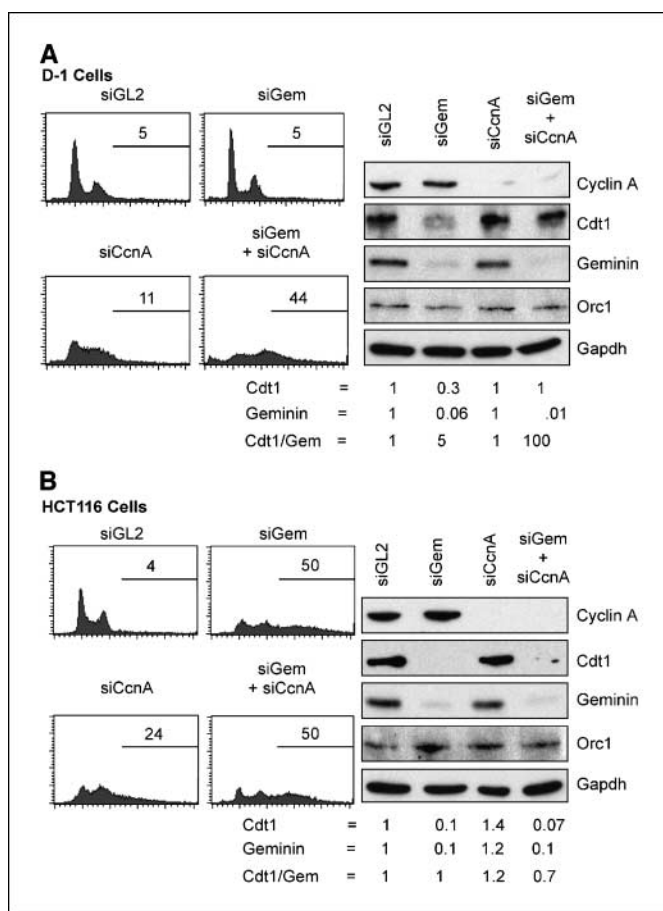 A
D-1 Cells
siGL2
siGem
5
5
siCcnA
siGem
+ siCcnA
11
44
siGL2
siGem
siCcnA
siGem
+
siCcnA
Cyclin A
Cdt1
Geminin
Orc1
Gapdh
Cdt1 = 1 0.3 1 1
Geminin = 1 0.06 1 .01
Cdt1/Gem = 1 5 1 100
B
HCT116 Cells
siGL2
siGem
4
50
siCcnA
siGem
+ siCcnA
24
50
siGL2
siGem
siCcnA
siGem
+
siCcnA
Cyclin A
Cdt1
Geminin
Orc1
Gapdh
Cdt1 = 1 0.1 1.4 0.07
Geminin = 1 0.1 1.2 0.1
Cdt1/Gem = 1 1 1.2 0.7